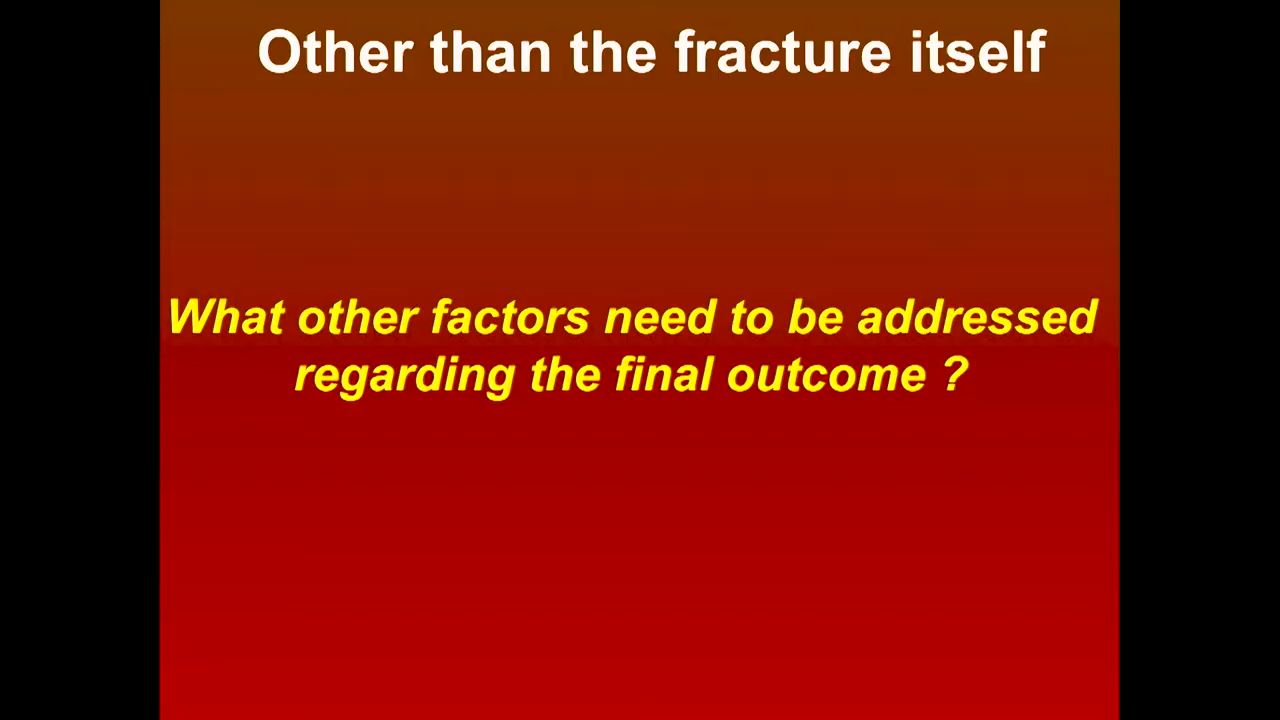 Other than the fracture itself
What other factors need to be addressed
regarding the final outcome ?